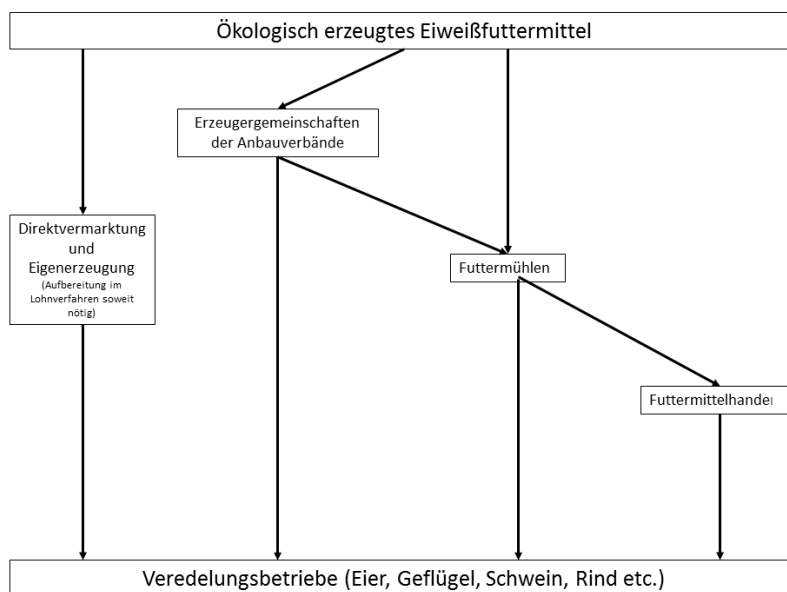 Ökologisch erzeugtes Eiweißfuttermittel
Erzeugergemeinschaften
der Anbauverbände
Direktvermarktung
und
Eigenerzeugung
(Aufbereitung im
Lohnverfahren soweit
nötig)
Futtermühlen
Futtermittelhandel
Veredelungsbetriebe (Eier, Geflügel, Schwein, Rind etc.)